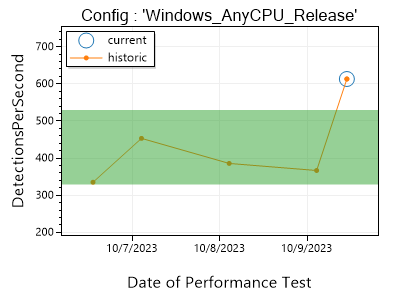 Config : 'Windows_AnyCPU_Release'
current
historic
700
600
500
400
300
200
DetectionsPerSecond
10/7/2023
10/8/2023
10/9/2023
Date of Performance Test